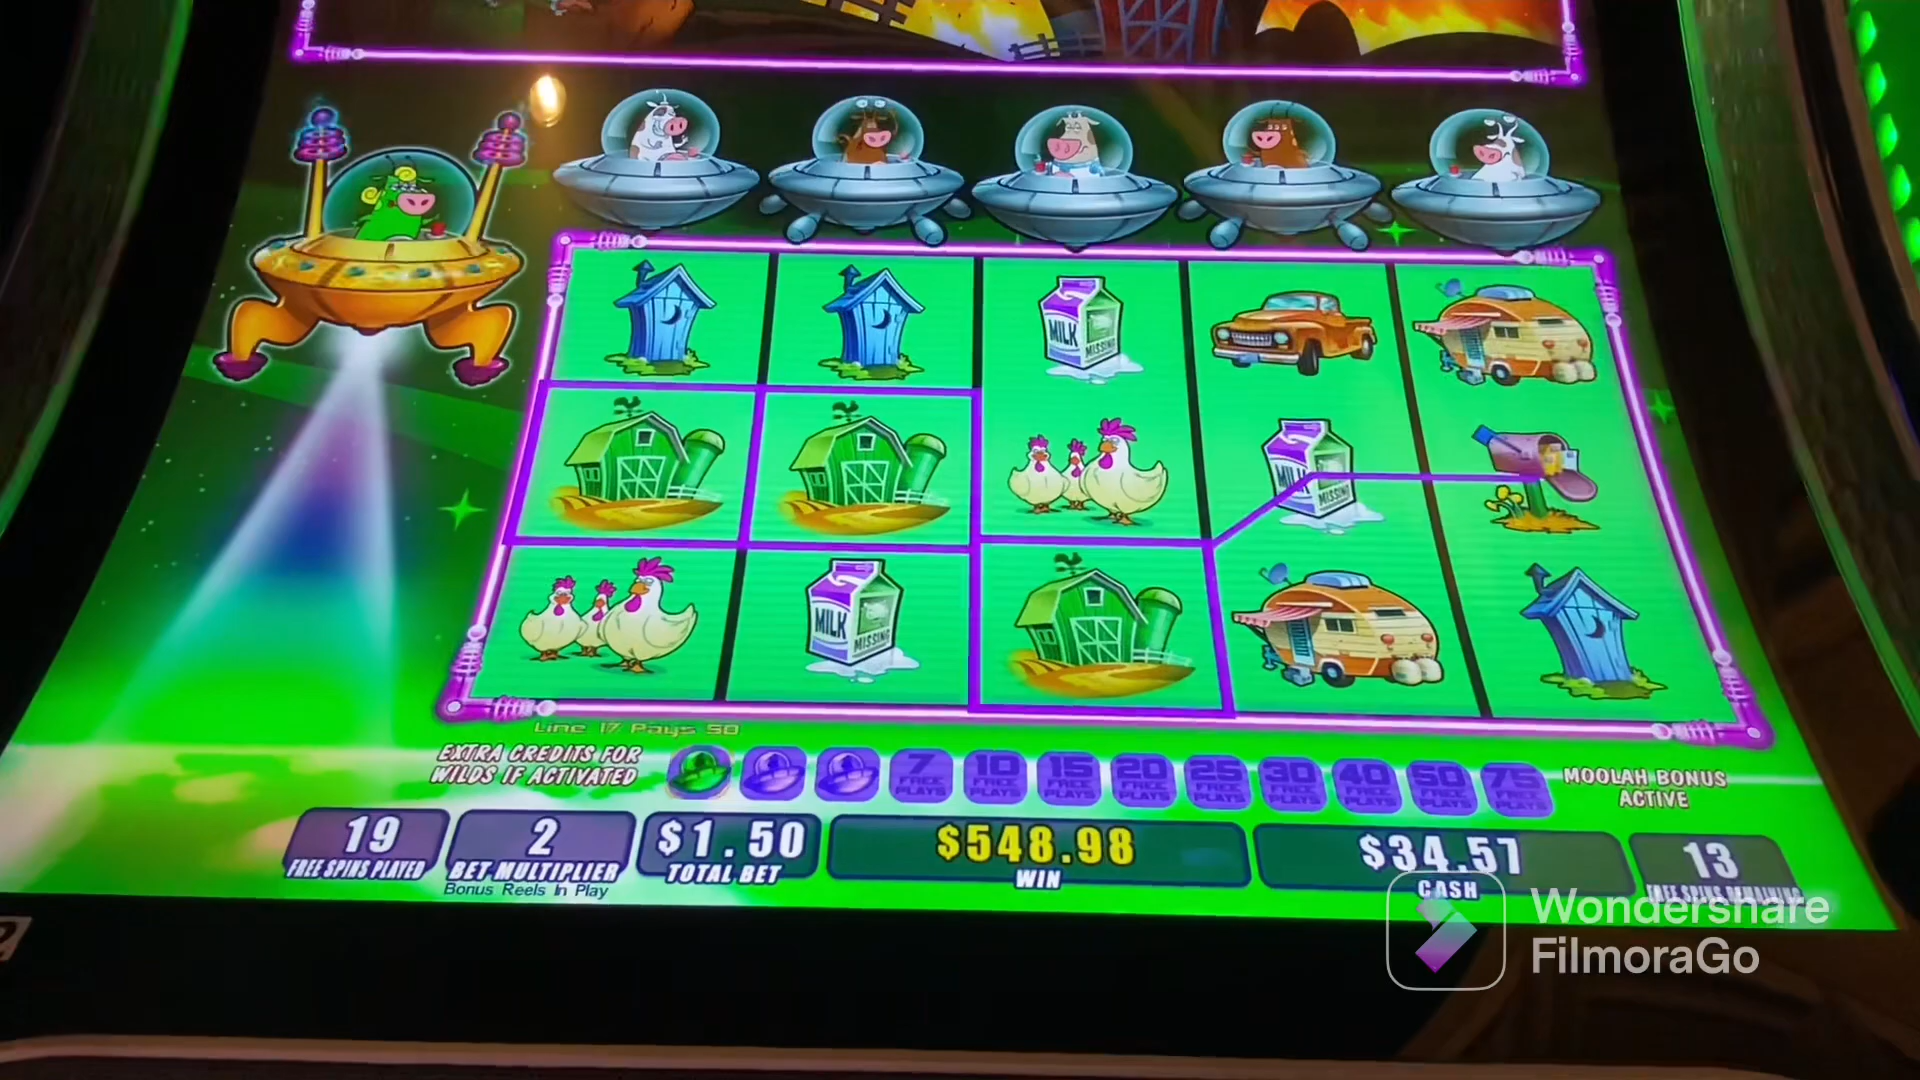 MILK
MISSING
MILK
MISSING
MILK
MISSING
Line 17 Pays 50
EXTRA CREDITS FOR
WILDS IF ACTIVATED
7
FREE
PLAYS
10
FREE
PLAYS
15
FREE
PLAYS
20
FREE
PLAYS
25
FREE
PLAYS
30
FREE
PLAYS
40
FREE
PLAYS
50
FREE
PLAYS
75
FREE
PLAYS
MOOLAH BONUS
ACTIVE
19
FREE SPINS PLAYED
2
BET MULTIPLIER
Bonus Reels In Play
$1.50
TOTAL BET
$548.98
WIN
$34.57
CASH
13
FREE SPINS REMAINING
Wondershare
FilmoraGo